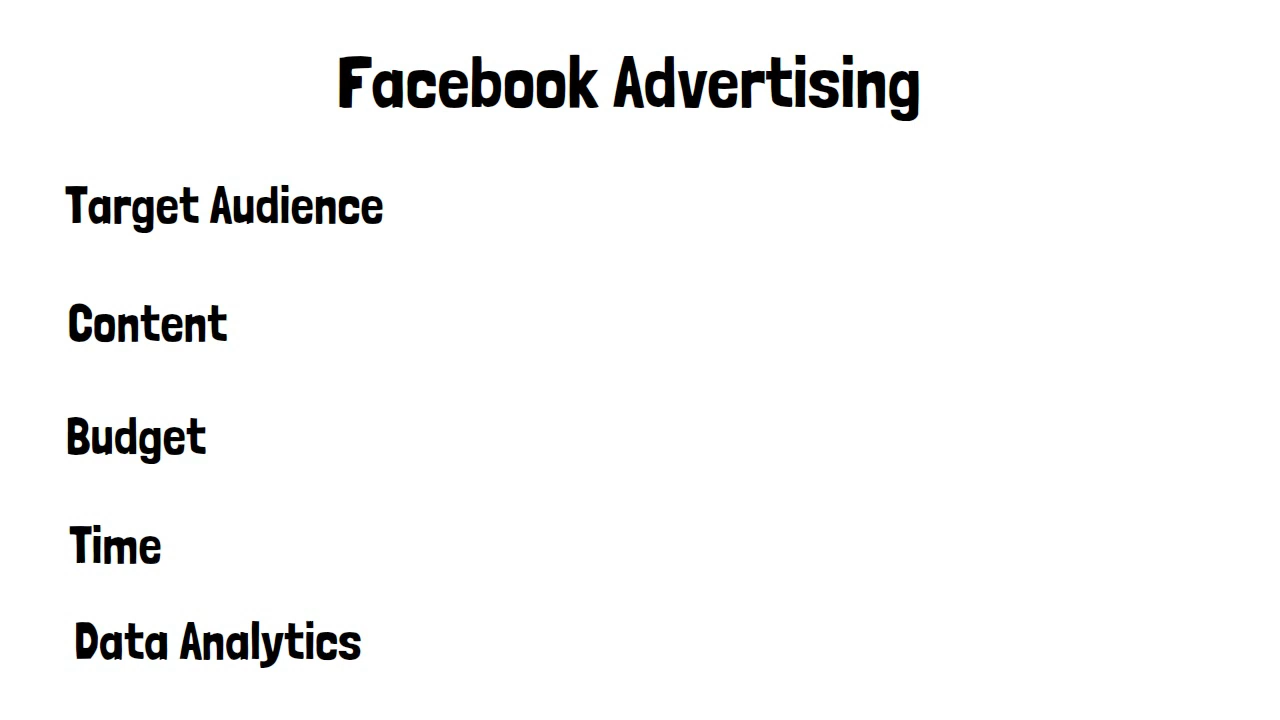 Facebook Advertising
Target Audience
Content
Budget
Time
Data Analytics